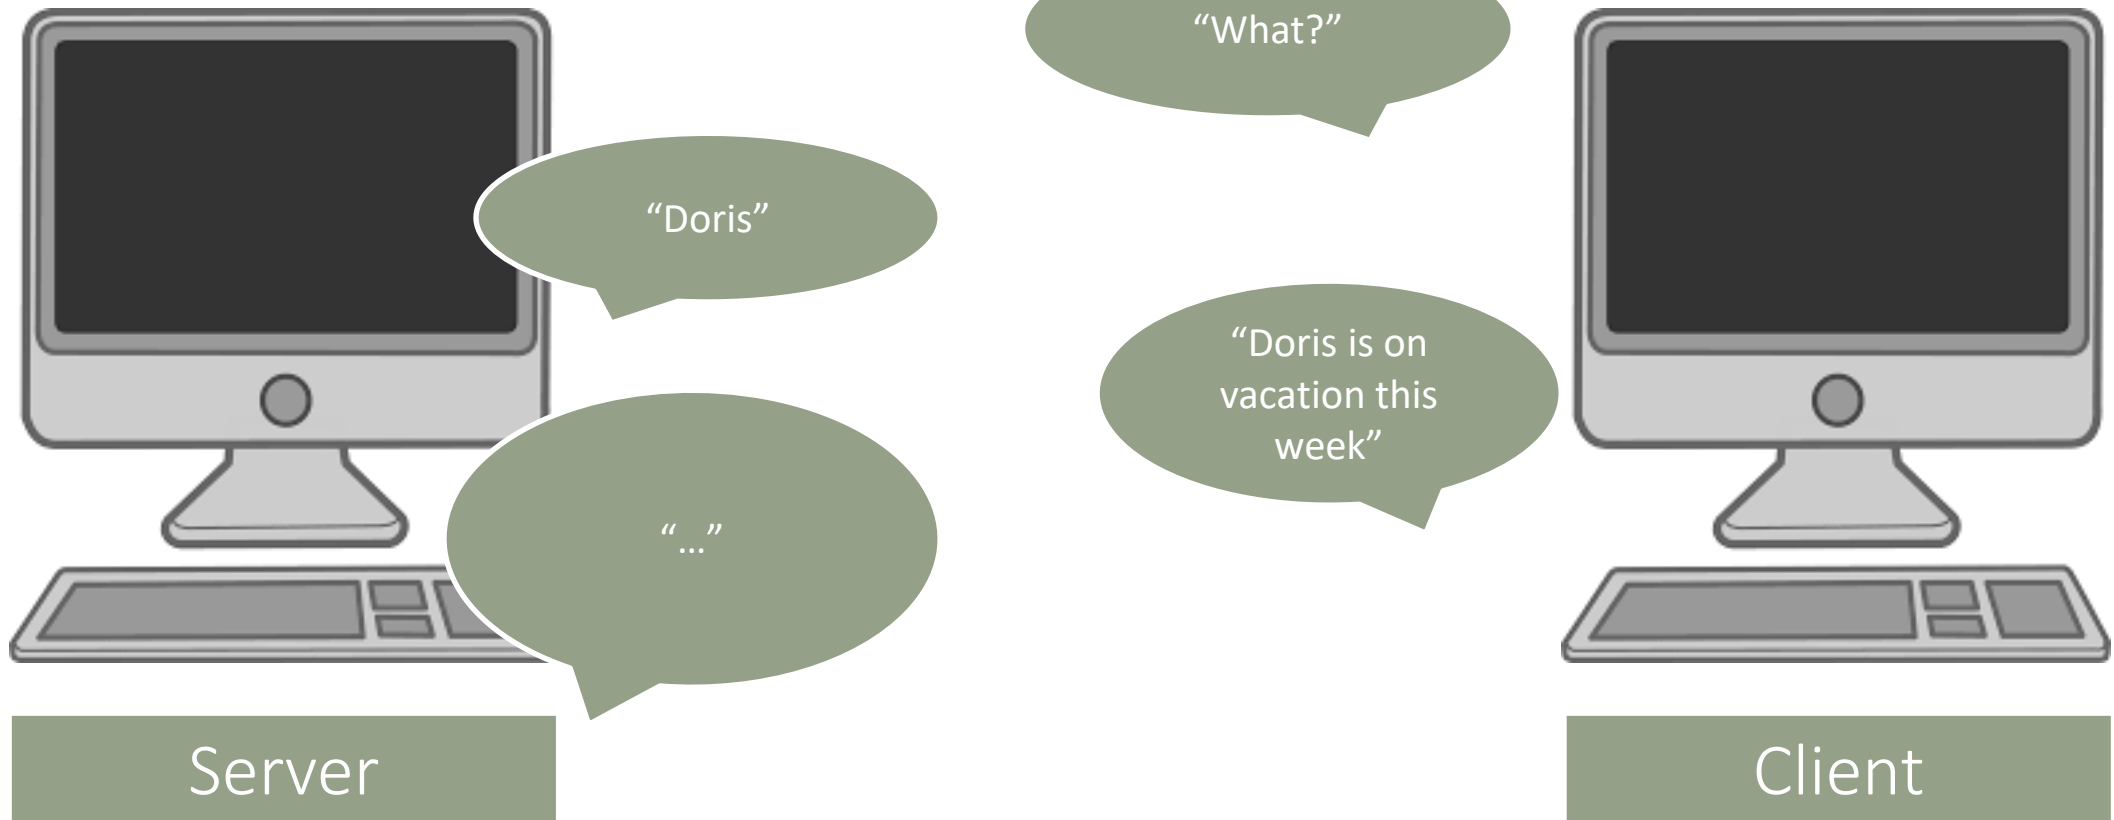 “What?”
“Doris”
“Doris is on
vacation this
week”
“...”
Server
Client